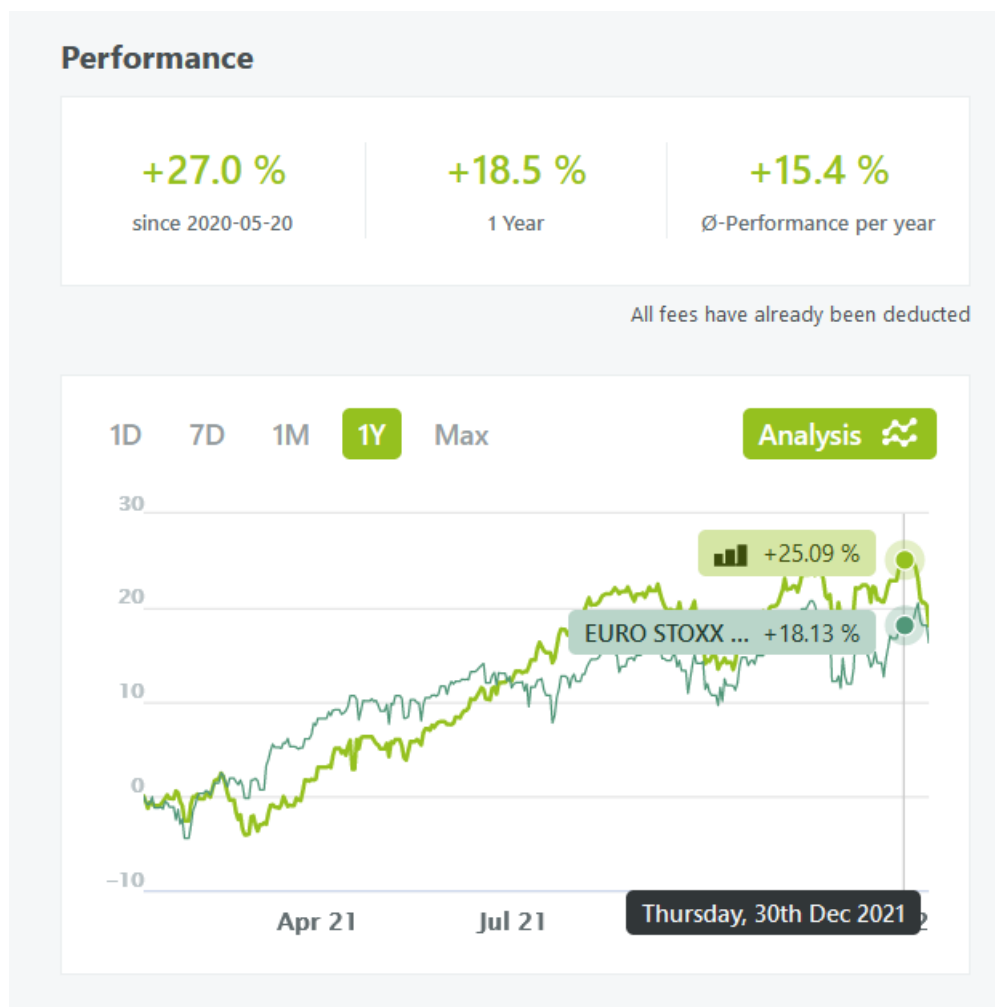 Performance
+27.0 % +18.5 % +15.4 %
since 2020-05-20 1 Year Ø-Performance per year
All fees have already been deducted
1D 7D 1M 1Y Max Analysis
30
+25.09 %
20
EURO STOXX ... +18.13 %
10
0
−10
Apr 21 Jul 21 Thursday, 30th Dec 2021 2